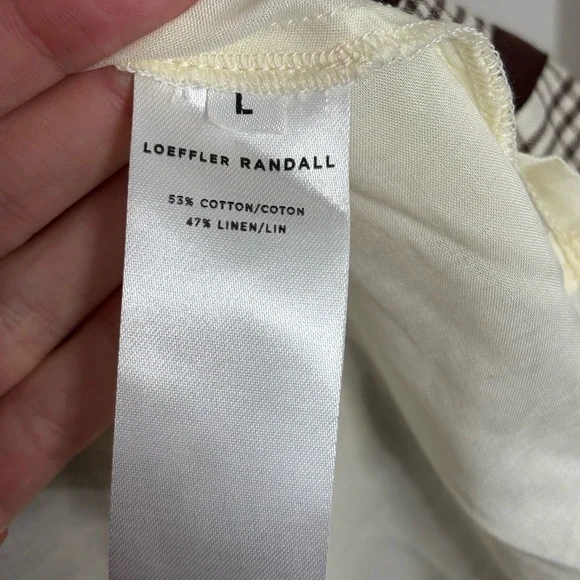 L
LOEFFLER RANDALL
53% COTTON/COTON
47% LINEN/LIN